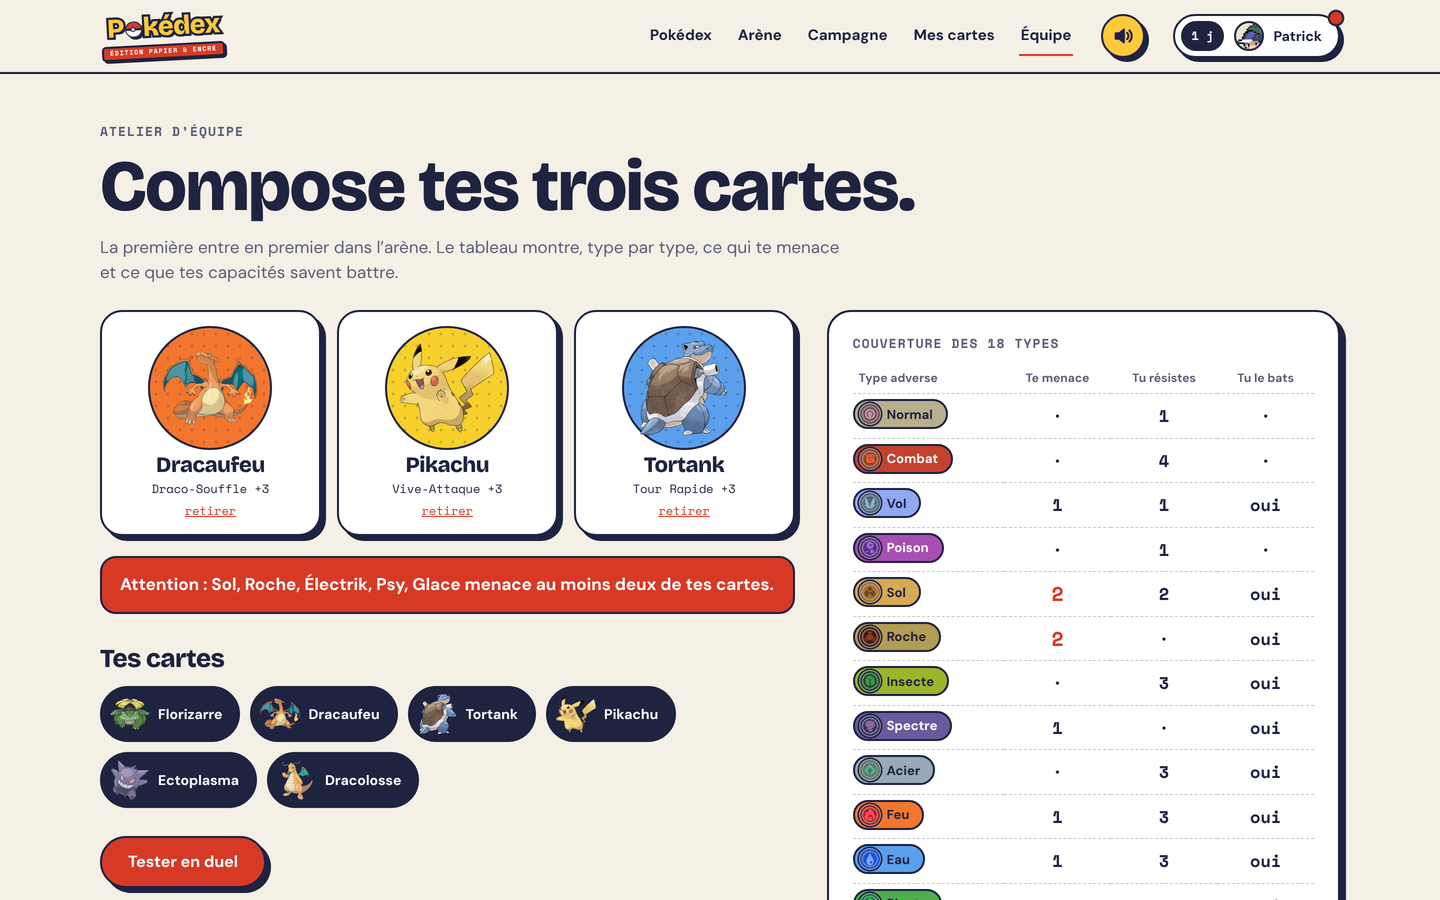 Pokédex
ÉDITION PAPIER & ENCRE
Pokédex
Arène
Campagne
Mes cartes
Équipe
1 j
Patrick
ATELIER D'ÉQUIPE
Compose tes trois cartes.
La première entre en premier dans l’arène. Le tableau montre, type par type, ce qui te menace
et ce que tes capacités savent battre.
Dracaufeu
Draco-Souffle +3
retirer
Pikachu
Vive-Attaque +3
retirer
Tortank
Tour Rapide +3
retirer
Attention : Sol, Roche, Électrik, Psy, Glace menace au moins deux de tes cartes.
Tes cartes
Florizarre
Dracaufeu
Tortank
Pikachu
Ectoplasma
Dracolosse
Tester en duel
COUVERTURE DES 18 TYPES
Type adverse Te menace Tu résistes Tu le bats
Normal · 1 ·
Combat · 4 ·
Vol 1 1 oui
Poison · 1 ·
Sol 2 2 oui
Roche 2 · oui
Insecte · 3 oui
Spectre 1 · oui
Acier · 3 oui
Feu 1 3 oui
Eau 1 3 oui